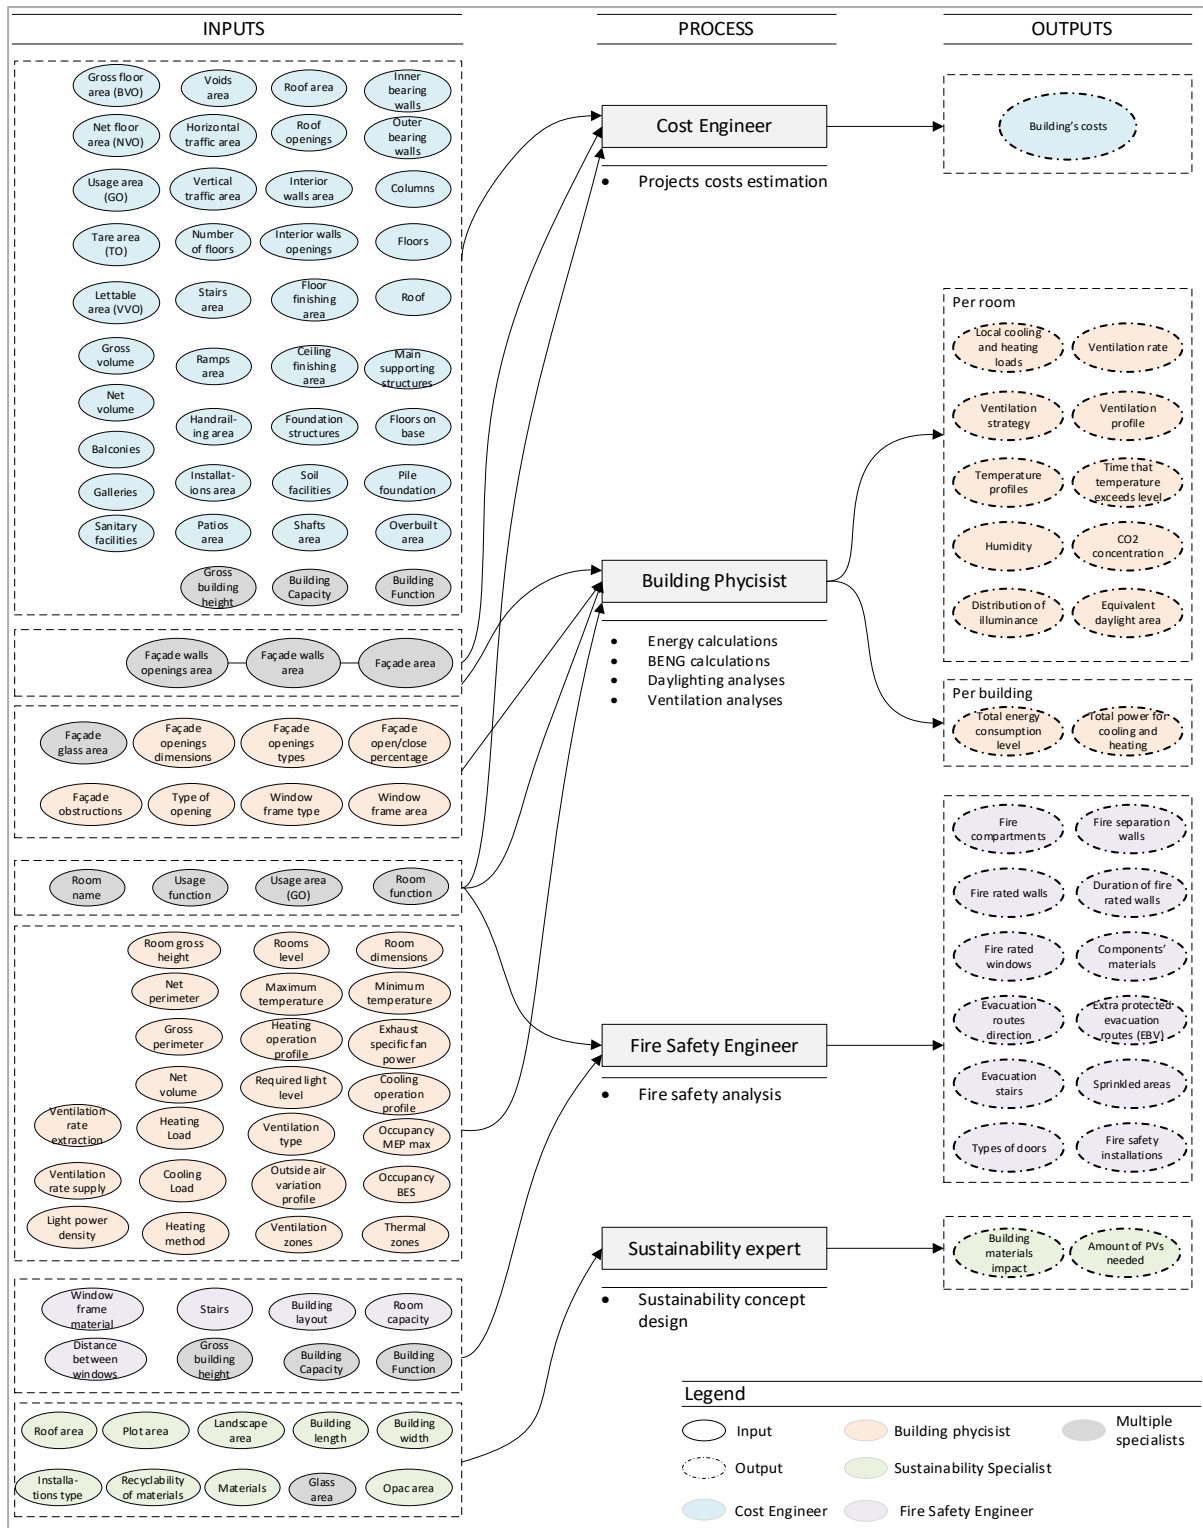 INPUTS
PROCESS
OUTPUTS
Gross floor
area (BVO)
Voids
area
Roof area
Inner
bearing
walls
Net floor
area (NVO)
Horizontal
traffic area
Roof
openings
Outer
bearing
walls
Usage area
(GO)
Vertical
traffic area
Interior
walls area
Columns
Tare area
(TO)
Number
of floors
Interior walls
openings
Floors
Lettable
area (VVO)
Stairs
area
Floor
finishing
area
Roof
Gross
volume
Ramps
area
Ceiling
finishing
area
Main
supporting
structures
Net
volume
Handrail-
ing area
Foundation
structures
Floors on
base
Balconies
Galleries
Installat-
ions area
Soil
facilities
Pile
foundation
Sanitary
facilities
Patios
area
Shafts
area
Overbuilt
area
Gross
building
height
Building
Capacity
Building
Function
Façade walls
openings area
Façade walls
area
Façade area
Façade
glass area
Façade
openings
dimensions
Façade
openings
types
Façade
open/close
percentage
Façade
obstructions
Type of
opening
Window
frame type
Window
frame area
Room
name
Usage
function
Usage area
(GO)
Room
function
Room gross
height
Rooms
level
Room
dimensions
Net
perimeter
Maximum
temperature
Minimum
temperature
Gross
perimeter
Heating
operation
profile
Exhaust
specific fan
power
Net
volume
Required light
level
Cooling
operation
profile
Ventilation
rate
extraction
Heating
Load
Ventilation
type
Occupancy
MEP max
Ventilation
rate supply
Cooling
Load
Outside air
variation
profile
Occupancy
BES
Light power
density
Heating
method
Ventilation
zones
Thermal
zones
Window
frame
material
Stairs
Building
layout
Room
capacity
Distance
between
windows
Gross
building
height
Building
Capacity
Building
Function
Roof area
Plot area
Landscape
area
Building
length
Building
width
Installa-
tions type
Recyclability
of materials
Materials
Glass
area
Opac area
Cost Engineer
• Projects costs estimation
Building Phycisist
• Energy calculations
• BENG calculations
• Daylighting analyses
• Ventilation analyses
Fire Safety Engineer
• Fire safety analysis
Sustainability expert
• Sustainability concept
design
Building's costs
Per room
Local cooling
and heating
loads
Ventilation rate
Ventilation
strategy
Ventilation
profile
Temperature
profiles
Time that
temperature
exceeds level
Humidity
CO2
concentration
Distribution of
illuminance
Equivalent
daylight area
Per building
Total energy
consumption
level
Total power for
cooling and
heating
Fire
compartments
Fire separation
walls
Fire rated walls
Duration of fire
rated walls
Fire rated
windows
Components'
materials
Evacuation
routes
direction
Extra protected
evacuation
routes (EBV)
Evacuation
stairs
Sprinkled areas
Types of doors
Fire safety
installations
Building
materials
impact
Amount of PVs
needed
Legend
Input
Building phycisist
Multiple
specialists
Output
Sustainability Specialist
Cost Engineer
Fire Safety Engineer